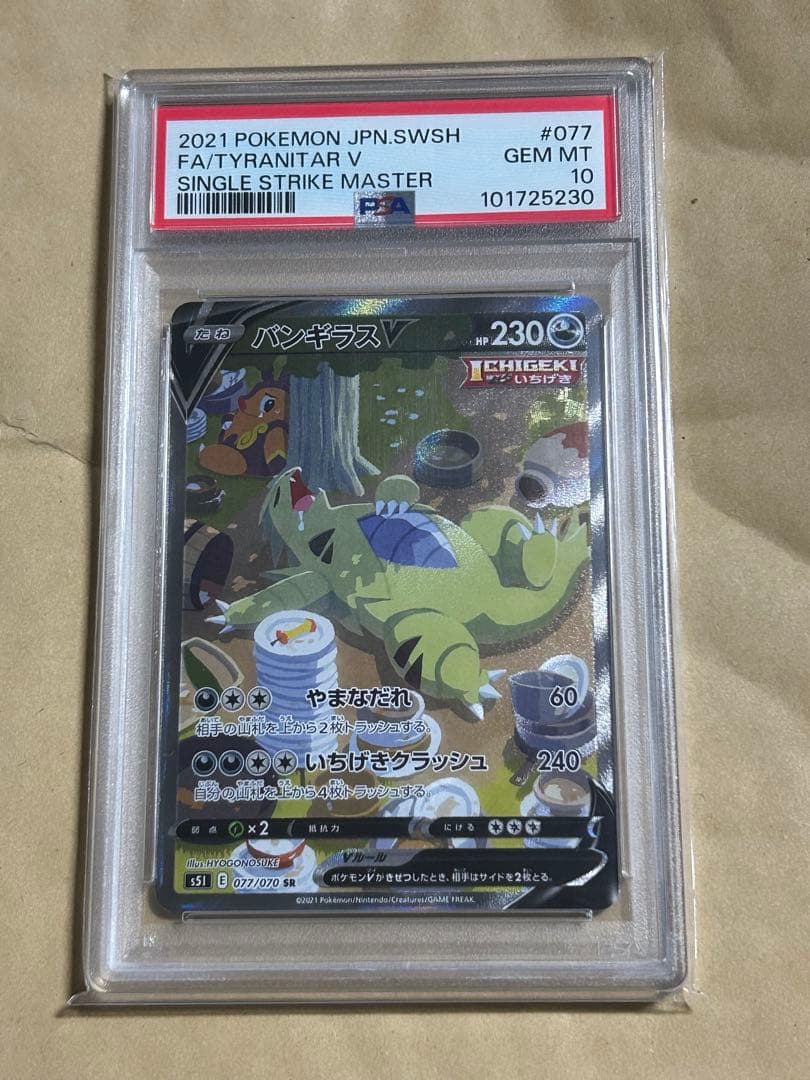 2021 POKEMON JPN.SWSH #077
FA/TYRANITAR V GEM MT
SINGLE STRIKE MASTER 10
PSA 101725230
たね バンギラスV HP 230
ICHIGEKI
いちげき
やまなだれ 60
相手の山札を上から2枚トラッシュする。
いちげきクラッシュ 240
自分の山札を上から4枚トラッシュする。
弱点 ×2 抵抗力 にげる
Illus. HYOGONOSUKE Vルール
ポケモンVがきぜつしたとき、相手はサイドを2枚とる。
s5I E 077/070 SR
©2021 Pokémon/Nintendo/Creatures/GAME FREAK.